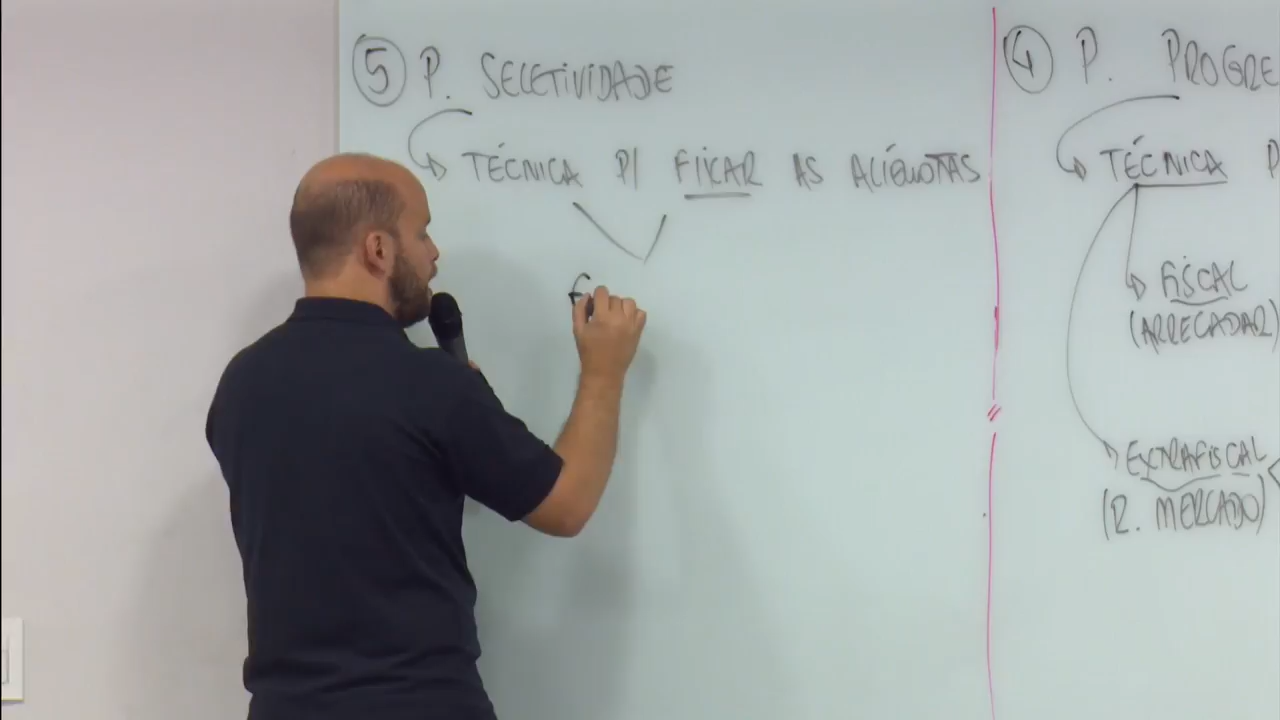 ⑤ P. SELETIVIDADE
TÉCNICA P/ FIXAR AS ALÍQUOTAS
④ P. PROGRE
TÉCNICA P
FISCAL
(ARRECADAR)
EXTRAFISCAL
(R. MERCADO)